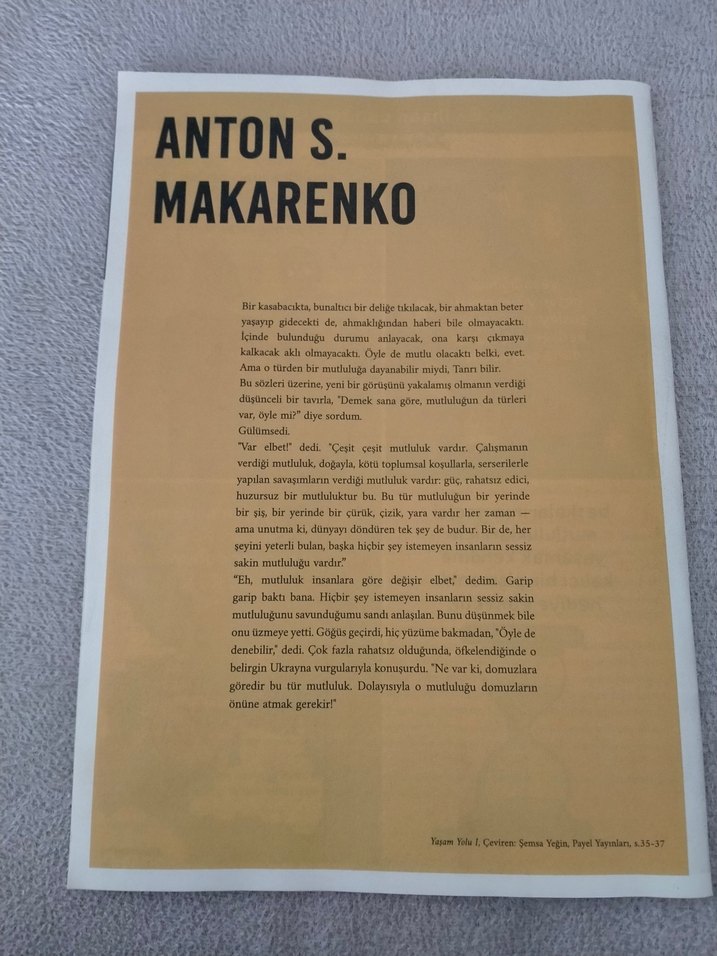 ANTON S.
MAKARENKO
Bir kasabacıkta, bunaltıcı bir deliğe tıkılacak, bir ahmaktan beter
yaşayıp gidecekti de, ahmaklığından haberi bile olmayacaktı.
İçinde bulunduğu durumu anlayacak, ona karşı çıkmaya
kalkacak aklı olmayacaktı. Öyle de mutlu olacaktı belki, evet.
Ama o türden bir mutluluğa dayanabilir miydi, Tanrı bilir.
Bu sözleri üzerine, yeni bir görüşünü yakalamış olmanın verdiği
düşünceli bir tavırla, "Demek sana göre, mutluluğun da türleri
var, öyle mi?" diye sordum.
Gülümsedi.
"Var elbet!" dedi. "Çeşit çeşit mutluluk vardır. Çalışmanın
verdiği mutluluk, doğayla, kötü toplumsal koşullarla, serserilerle
yapılan savaşımların verdiği mutluluk vardır: güç, rahatsız edici,
huzursuz bir mutluluktur bu. Bu tür mutluluğun bir yerinde
bir şiş, bir yerinde bir çürük, çizik, yara vardır her zaman —
ama unutma ki, dünyayı döndüren tek şey de budur. Bir de, her
şeyini yeterli bulan, başka hiçbir şey istemeyen insanların sessiz
sakin mutluluğu vardır."
"Eh, mutluluk insanlara göre değişir elbet," dedim. Garip
garip baktı bana. Hiçbir şey istemeyen insanların sessiz sakin
mutluluğunu savunduğumu sandı anlaşılan. Bunu düşünmek bile
onu üzmeye yetti. Göğüs geçirdi, hiç yüzüme bakmadan, "Öyle de
denebilir," dedi. Çok fazla rahatsız olduğunda, öfkelendiğinde o
belirgin Ukrayna vurgularıyla konuşurdu. "Ne var ki, domuzlara
göredir bu tür mutluluk. Dolayısıyla o mutluluğu domuzların
önüne atmak gerekir!"
Yaşam Yolu I, Çeviren: Şemsa Yeğin, Payel Yayınları, s.35-37